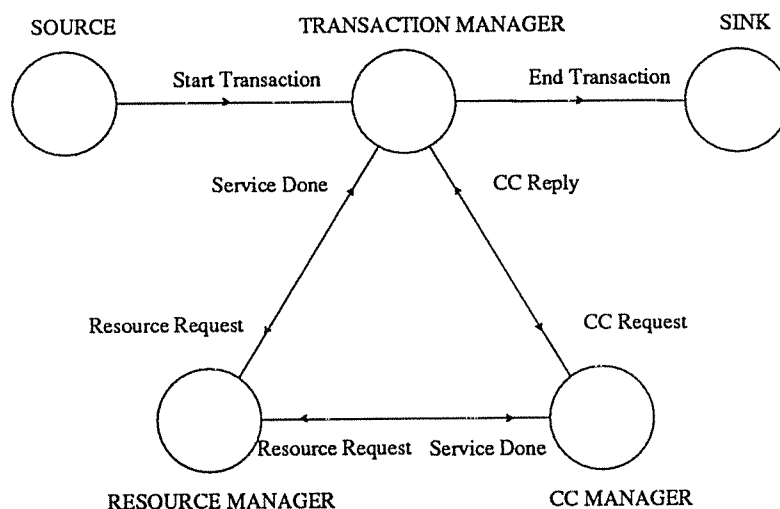 SOURCE
TRANSACTION MANAGER
SINK
Start Transaction
End Transaction
Service Done
CC Reply
Resource Request
CC Request
Resource Request
Service Done
RESOURCE MANAGER
CC MANAGER